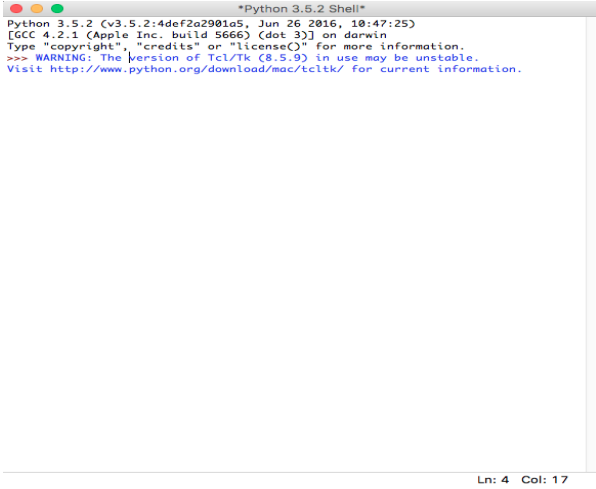 *Python 3.5.2 Shell*
Python 3.5.2 (v3.5.2:4def2a2901a5, Jun 26 2016, 10:47:25)
[GCC 4.2.1 (Apple Inc. build 5666) (dot 3)] on darwin
Type "copyright", "credits" or "license()" for more information.
>>> WARNING: The version of Tcl/Tk (8.5.9) in use may be unstable.
Visit http://www.python.org/download/mac/tcltk/ for current information.
Ln: 4 Col: 17